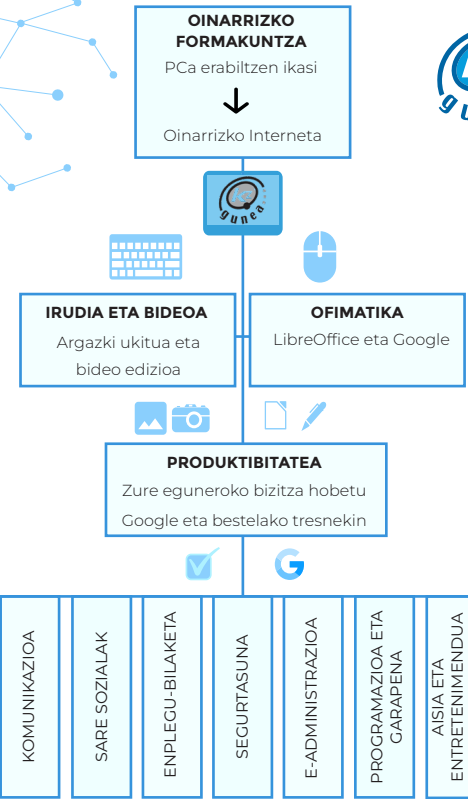 OINARRIZKO
FORMAKUNTZA
PCa erabiltzen ikasi
Oinarrizko Interneta
gunea
IRUDIA ETA BIDEOA
Argazki ukitua eta
bideo edizioa
OFIMATIKA
LibreOffice eta Google
PRODUKTIBITATEA
Zure eguneroko bizitza hobetu
Google eta bestelako tresnekin
G
KOMUNIKAZIOA
SARE SOZIALAK
ENPLEGU-BILAKETA
SEGURTASUNA
E-ADMINISTRAZIOA
PROGRAMAZIOA ETA
GARAPENA
AISIA ETA
ENTRETENIMENDUA